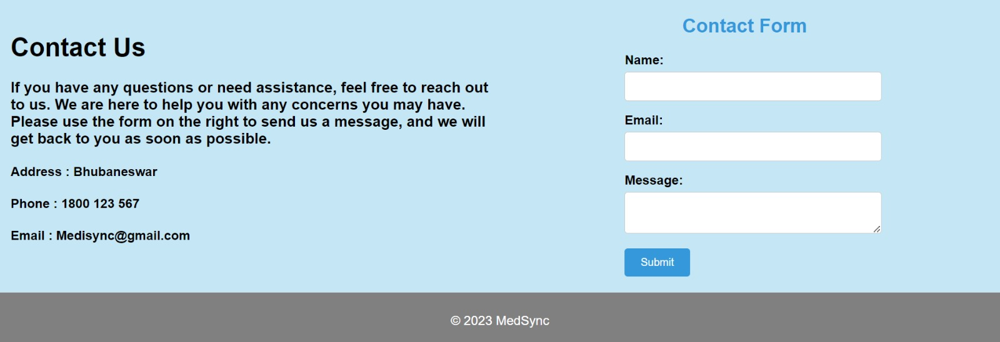 Contact Us
If you have any questions or need assistance, feel free to reach out
to us. We are here to help you with any concerns you may have.
Please use the form on the right to send us a message, and we will
get back to you as soon as possible.
Address : Bhubaneswar
Phone : 1800 123 567
Email : Medisync@gmail.com
Contact Form
Name:
Email:
Message:
Submit
© 2023 MedSync